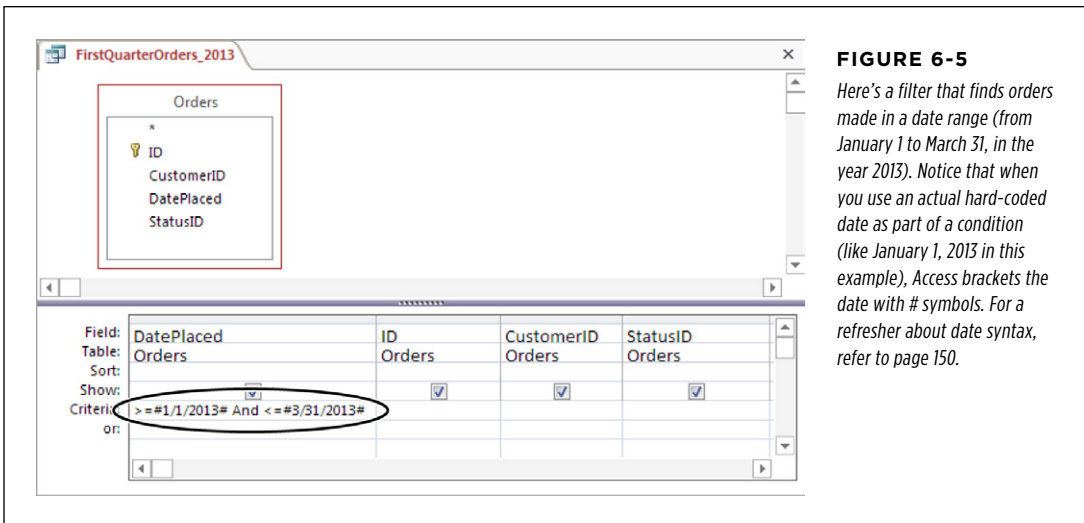 FirstQuarterOrders_2013
Orders
*
ID
CustomerID
DatePlaced
StatusID
Field: DatePlaced ID CustomerID StatusID
Table: Orders Orders Orders Orders
Sort:
Show:
Criteria: >=#1/1/2013# And <=#3/31/2013#
or:
FIGURE 6-5
Here's a filter that finds orders
made in a date range (from
January 1 to March 31, in the
year 2013). Notice that when
you use an actual hard-coded
date as part of a condition
(like January 1, 2013 in this
example), Access brackets the
date with # symbols. For a
refresher about date syntax,
refer to page 150.